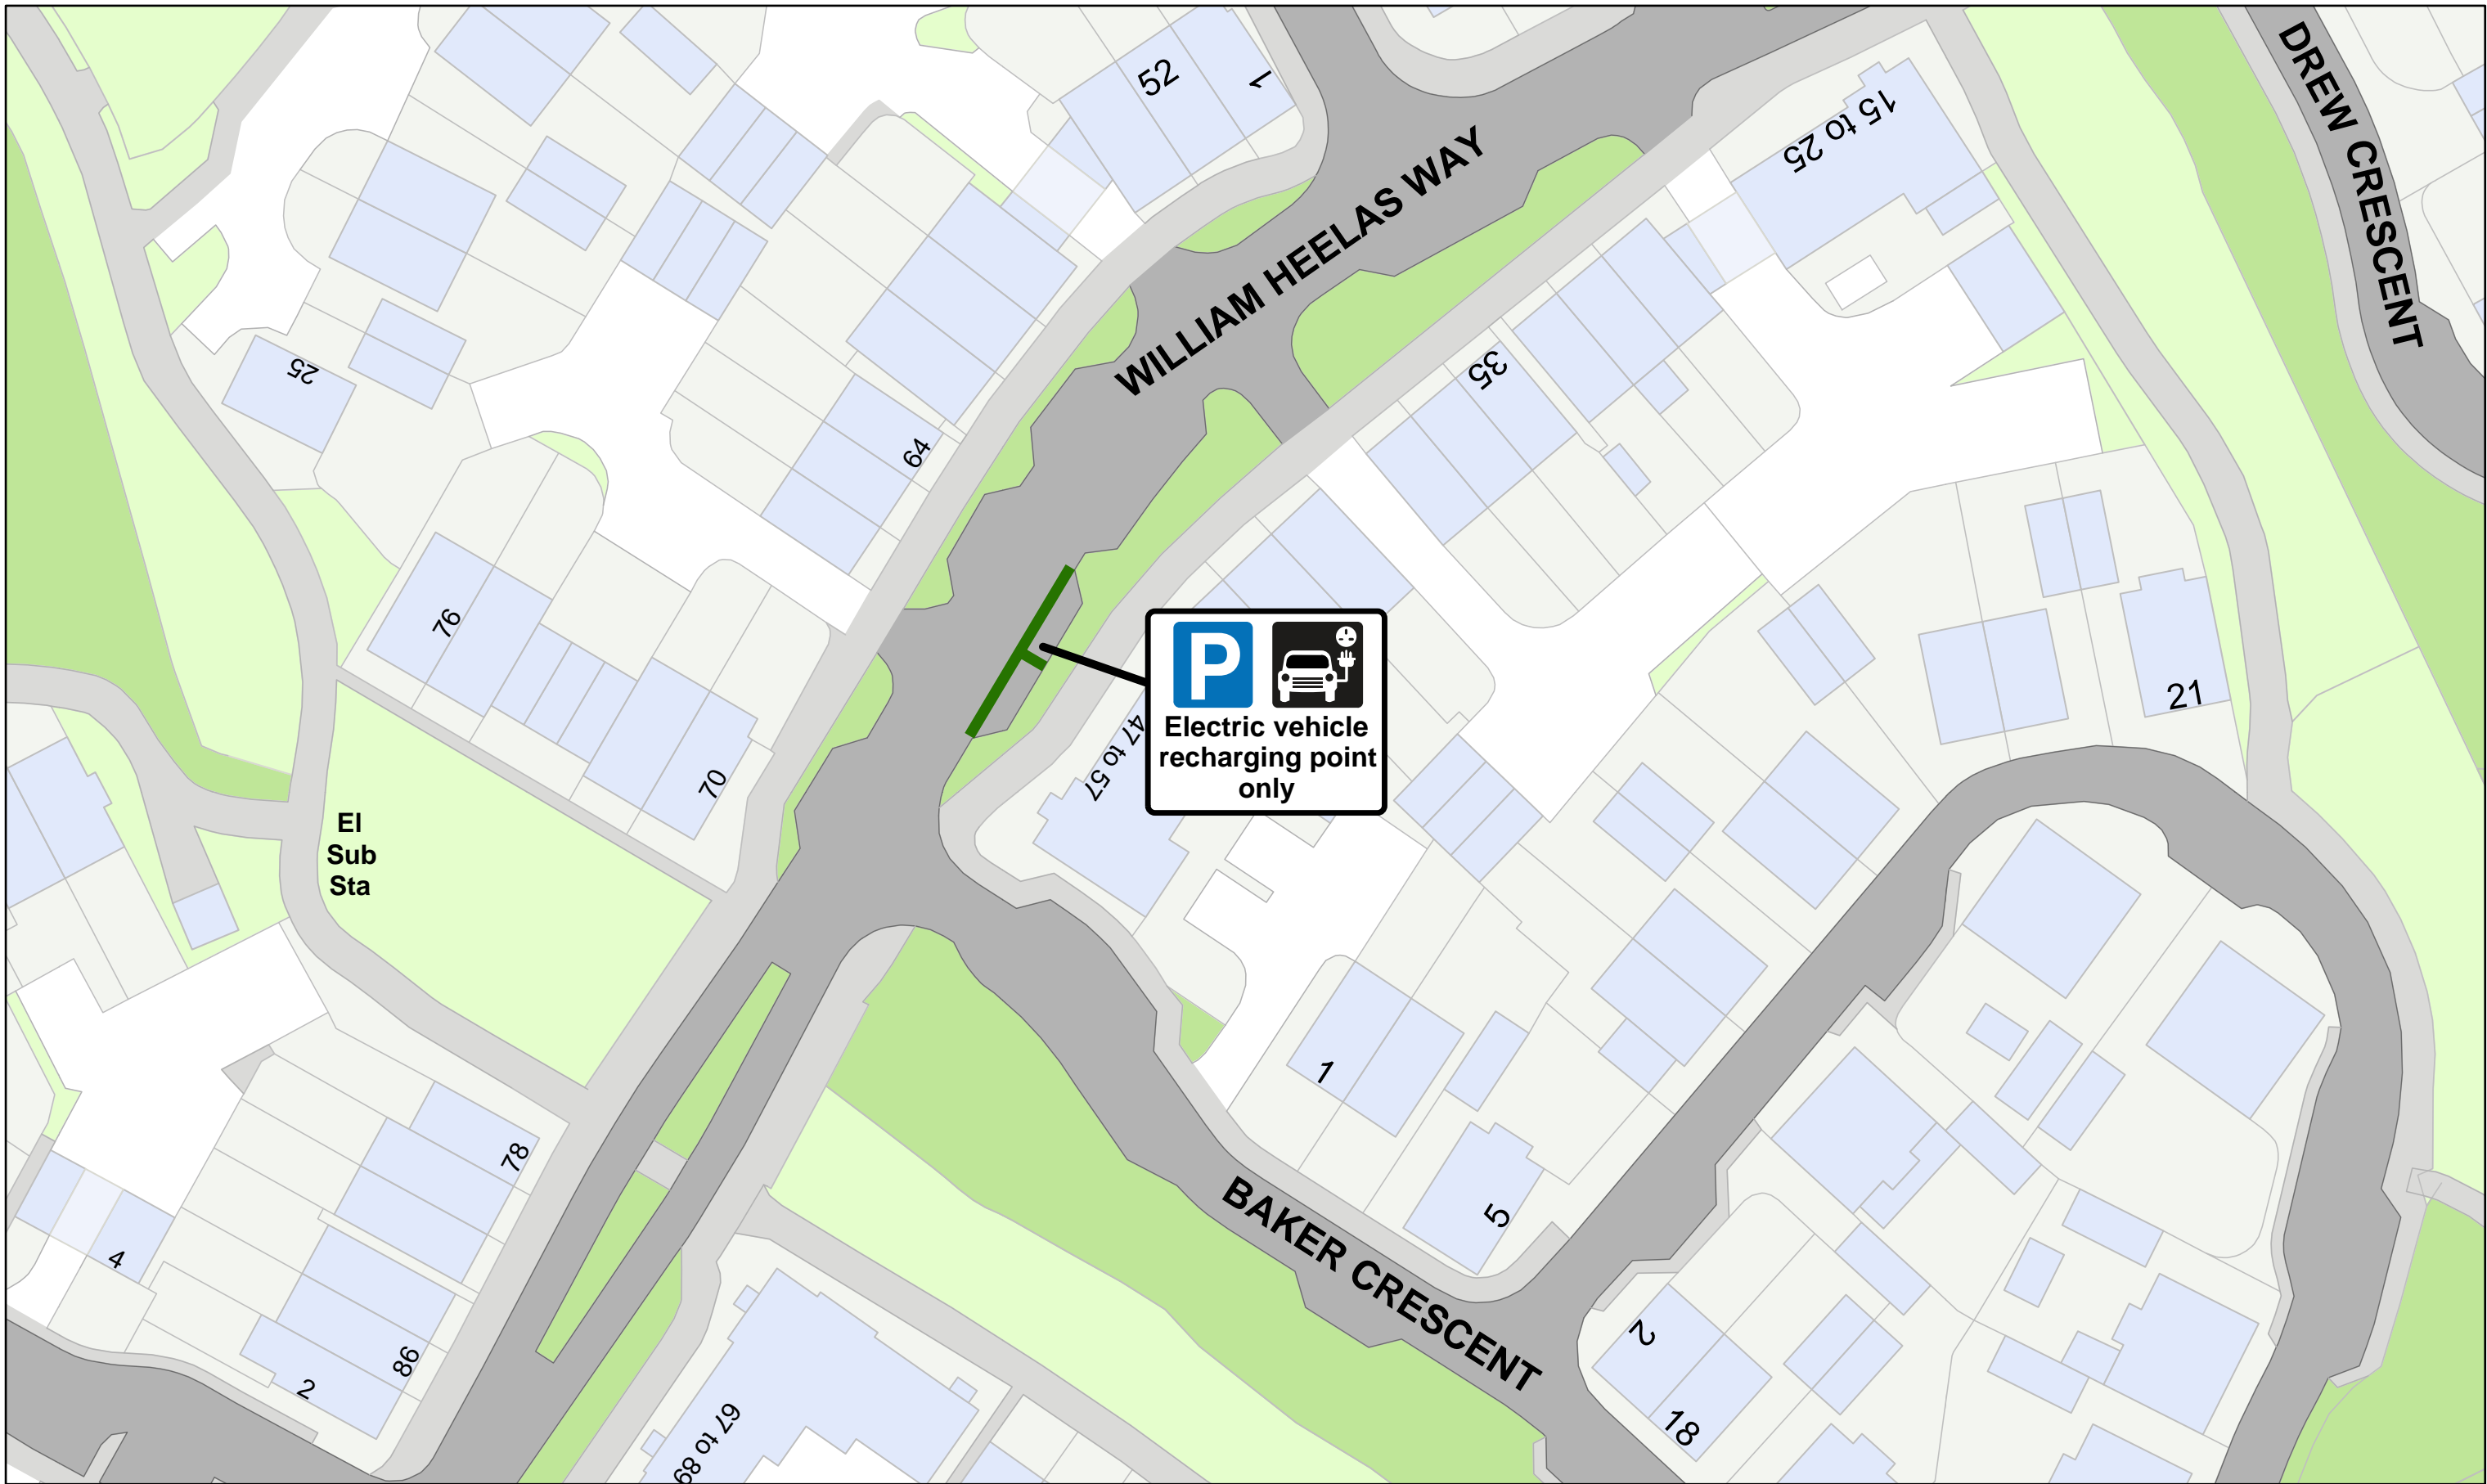 DREW CRESCENT
52
1
15 to 25
WILLIAM HEELAS WAY
25
35
64
76
P
Electric vehicle
recharging point
only
21
70
47 to 57
El
Sub
Sta
1
78
5
BAKER CRESCENT
4
2
86
2
18
67 to 89